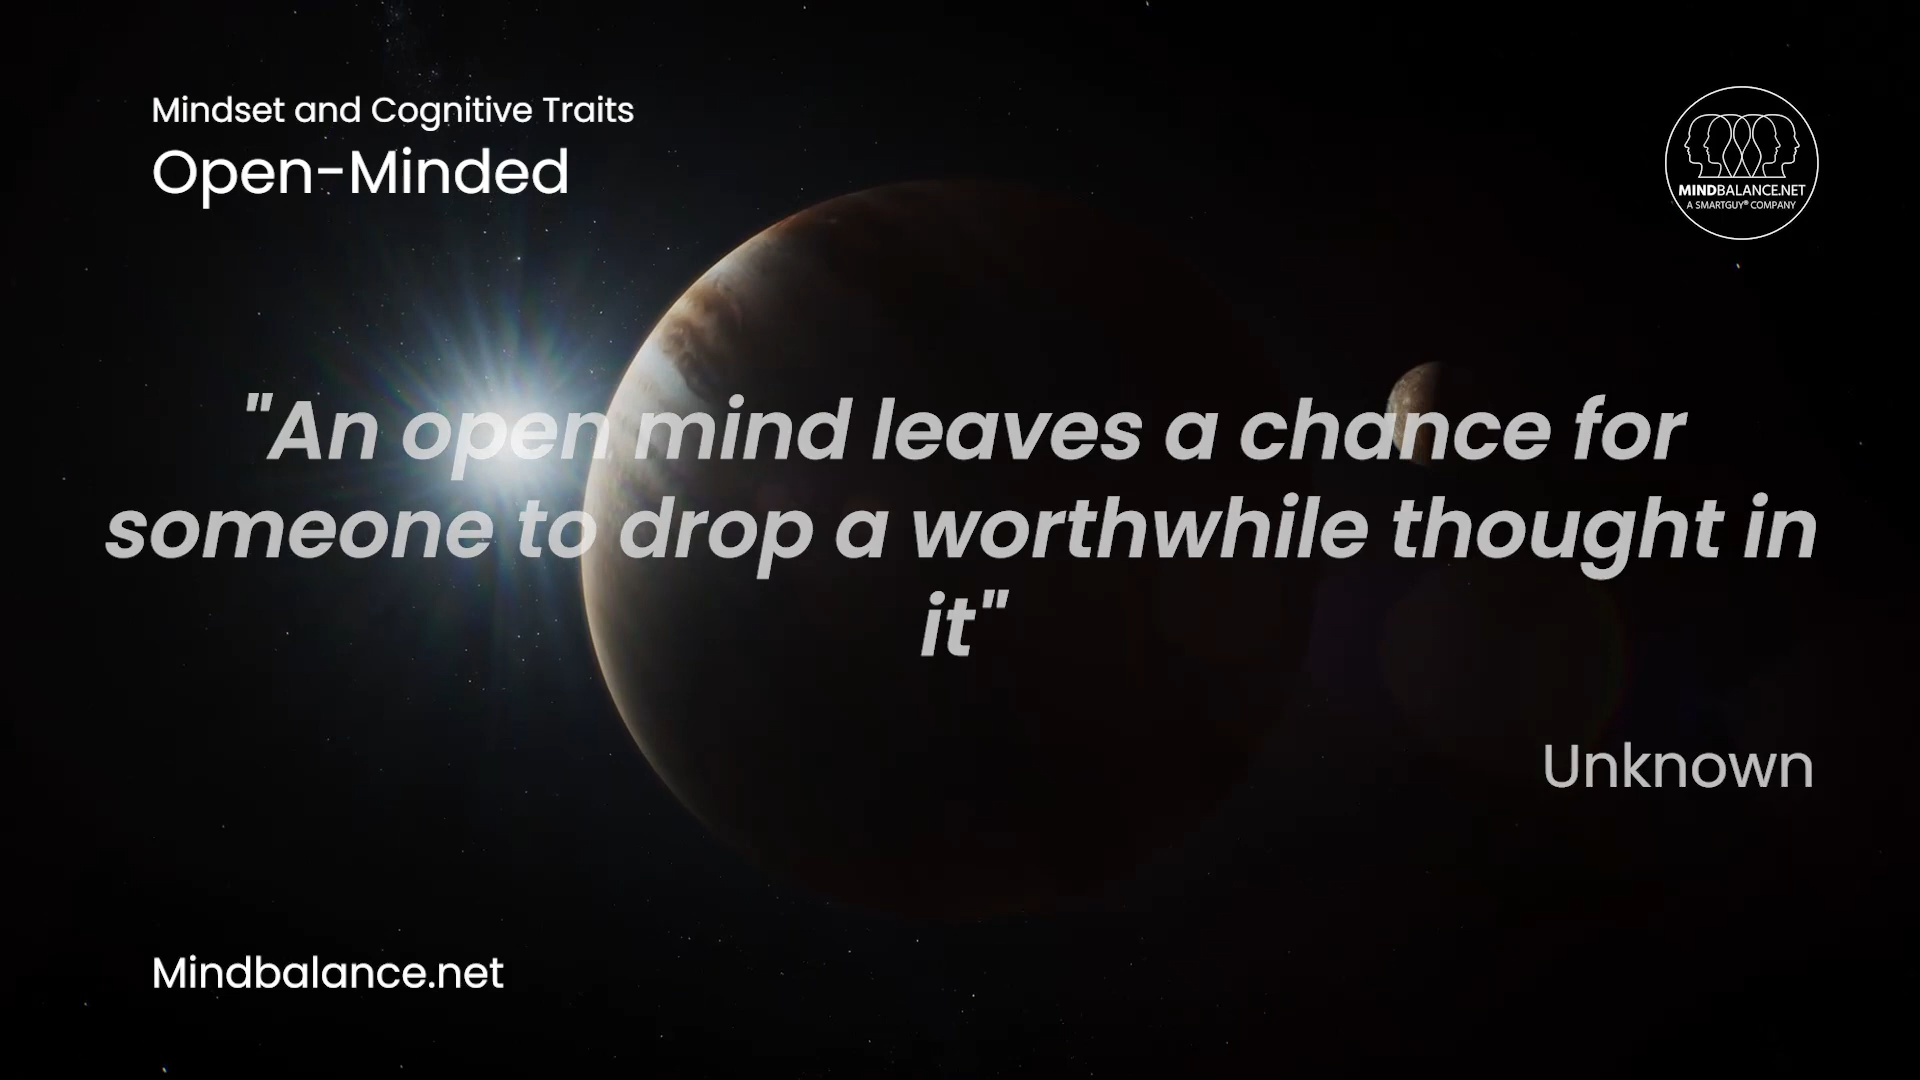 Mindset and Cognitive Traits
Open-Minded
MINDBALANCE.NET
A SMARTGUY® COMPANY
"An open mind leaves a chance for
someone to drop a worthwhile thought in
it"
Unknown
Mindbalance.net